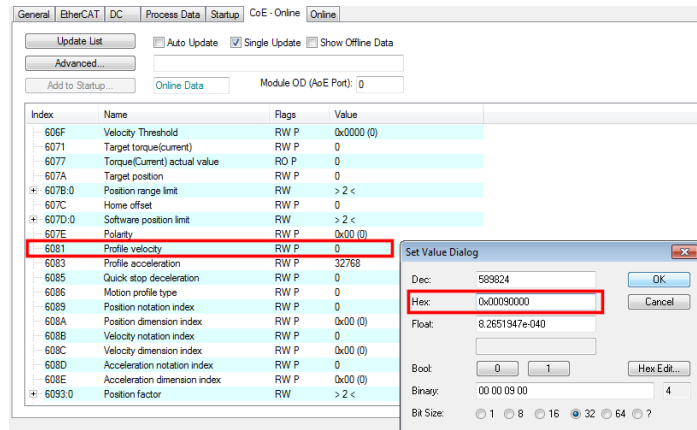 General EtherCAT DC Process Data Startup CoE - Online Online
Update List Auto Update Single Update Show Offline Data
Advanced...
Add to Startup... Online Data Module OD (AoE Port): 0
Index Name Flags Value
606F Velocity Threshold RW P 0x0000 (0)
6071 Target torque(current) RW P 0
6077 Torque(Current) actual value RO P 0
607A Target position RW P 0
607B:0 Position range limit RW > 2 <
607C Home offset RW P 0
607D:0 Software position limit RW > 2 <
607E Polarity RW P 0x00 (0)
6081 Profile velocity RW P 0
6083 Profile acceleration RW P 32768
6085 Quick stop deceleration RW P 0
6086 Motion profile type RW P 0
6089 Position notation index RW P 0
608A Position dimension index RW P 0x00 (0)
608B Velocity notation index RW P 0
608C Velocity dimension index RW P 0x00 (0)
608D Acceleration notation index RW P 0
608E Acceleration dimension index RW P 0x00 (0)
6093:0 Position factor RW > 2 <
Set Value Dialog
Dec: 589824 OK
Hex: 0x00090000 Cancel
Float: 8.2651947e-040
Bool: 0 1 Hex Edit...
Binary: 00 00 09 00 4
Bit Size: 1 8 16 32 64 ?